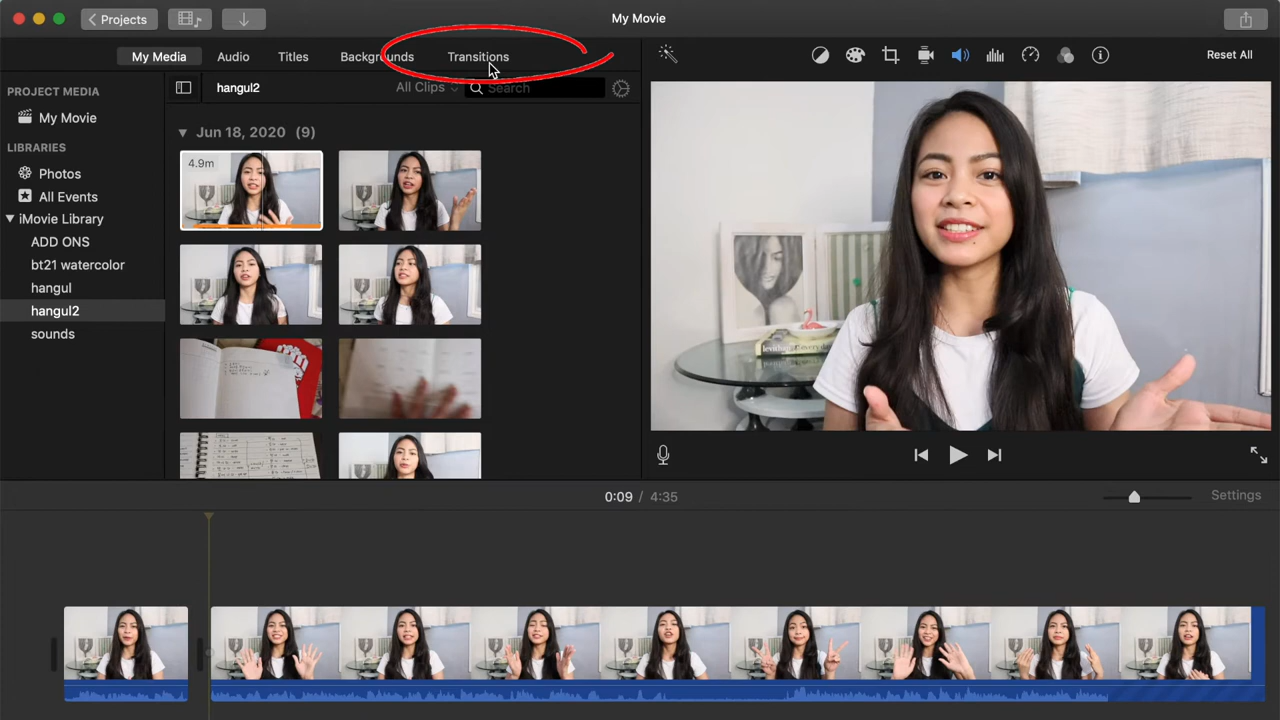 Projects
My Movie
My Media
Audio
Titles
Backgrounds
Transitions
Reset All
PROJECT MEDIA
My Movie
LIBRARIES
Photos
All Events
iMovie Library
ADD ONS
bt21 watercolor
hangul
hangul2
sounds
hangul2
All Clips
Search
Jun 18, 2020 (9)
4.9m
0:09 / 4:35
Settings